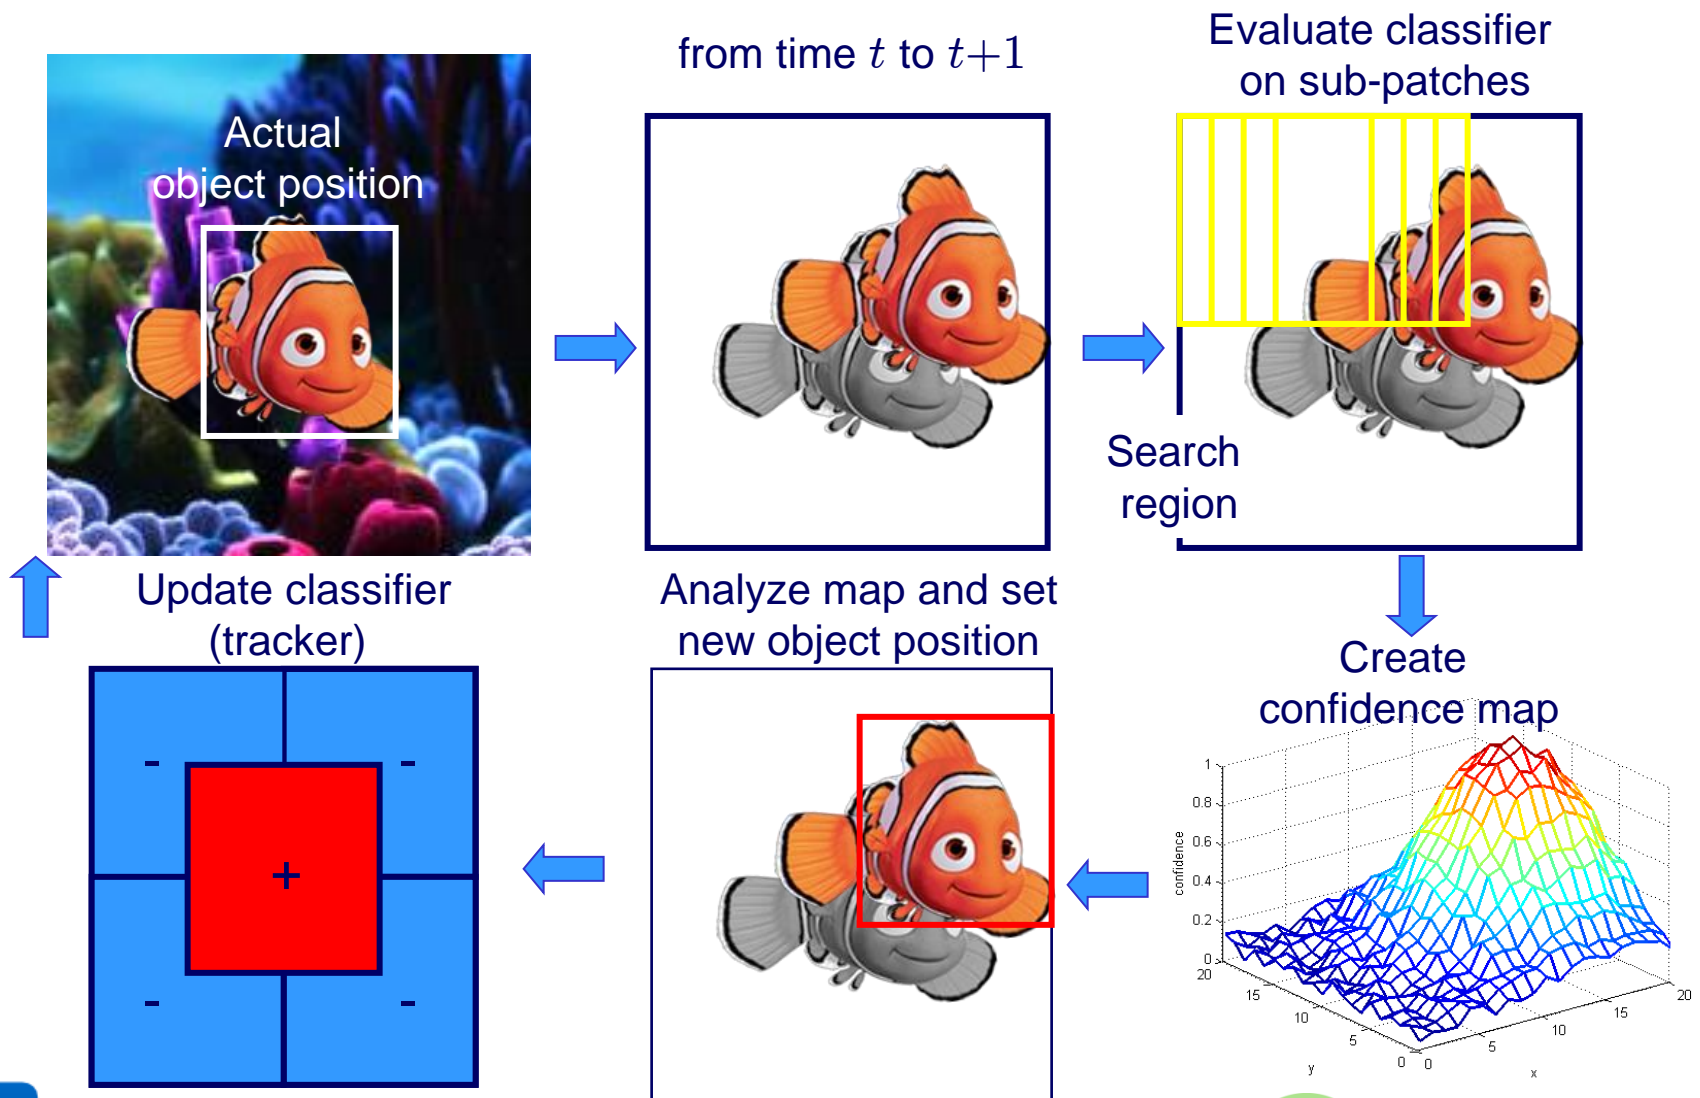 from time t to t+1
Evaluate classifier
on sub-patches
Actual
object position
Search
region
Update classifier
(tracker)
Analyze map and set
new object position
Create
confidence map
-
-
+
-
-
confidence
1
0.8
0.6
0.4
0.2
0
20
15
10
5
0
y
0
5
10
15
20
x